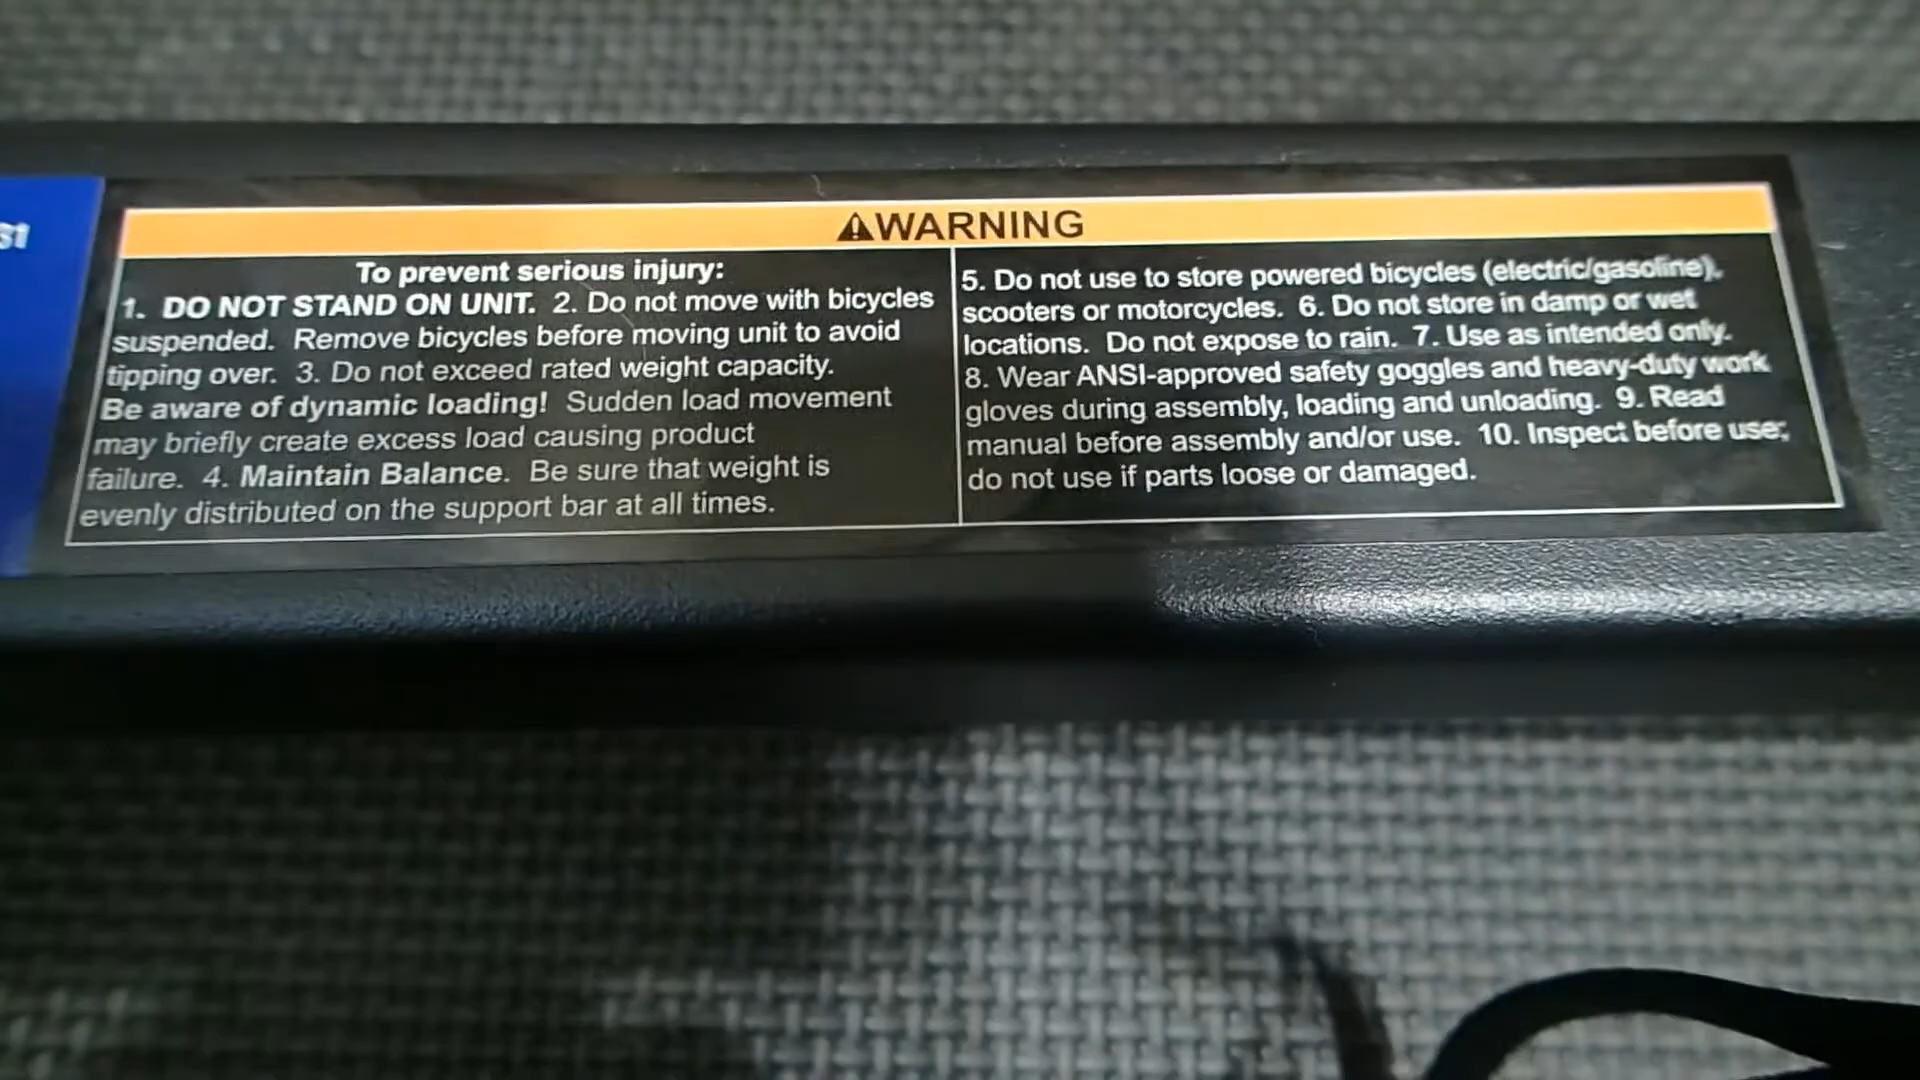 S1
WARNING
To prevent serious injury:
1. DO NOT STAND ON UNIT. 2. Do not move with bicycles
suspended. Remove bicycles before moving unit to avoid
tipping over. 3. Do not exceed rated weight capacity.
Be aware of dynamic loading! Sudden load movement
may briefly create excess load causing product
failure. 4. Maintain Balance. Be sure that weight is
evenly distributed on the support bar at all times.
5. Do not use to store powered bicycles (electric/gasoline),
scooters or motorcycles. 6. Do not store in damp or wet
locations. Do not expose to rain. 7. Use as intended only.
8. Wear ANSI-approved safety goggles and heavy-duty work
gloves during assembly, loading and unloading. 9. Read
manual before assembly and/or use. 10. Inspect before use;
do not use if parts loose or damaged.